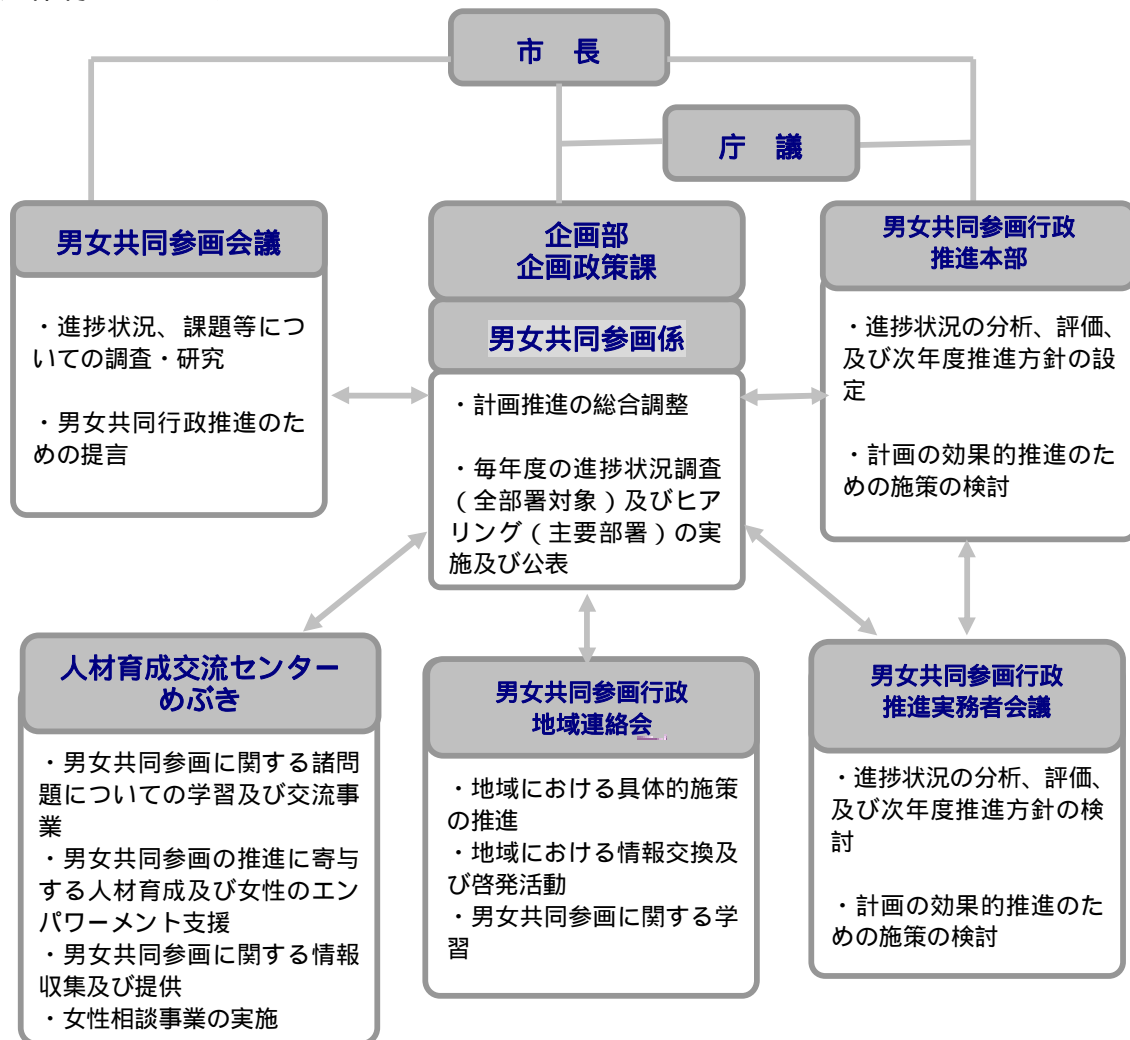 市 長
庁 議
男女共同参画会議
・進捗状況、課題等につ
いての調査・研究
・男女共同行政推進のた
めの提言
企画部
企画政策課
男女共同参画係
・計画推進の総合調整
・毎年度の進捗状況調査
(全部署対象)及びヒア
リング(主要部署)の実
施及び公表
男女共同参画行政
推進本部
・進捗状況の分析、評価、
及び次年度推進方針の設
定
・計画の効果的推進のた
めの施策の検討
人材育成交流センター
めぶき
・男女共同参画に関する諸問
題についての学習及び交流事
業
・男女共同参画の推進に寄与
する人材育成及び女性のエン
パワーメント支援
・男女共同参画に関する情報
収集及び提供
・女性相談事業の実施
男女共同参画行政
地域連絡会
・地域における具体的施策
の推進
・地域における情報交換及
び啓発活動
・男女共同参画に関する学
習
男女共同参画行政
推進実務者会議
・進捗状況の分析、評価、
及び次年度推進方針の検
討
・計画の効果的推進のた
めの施策の検討